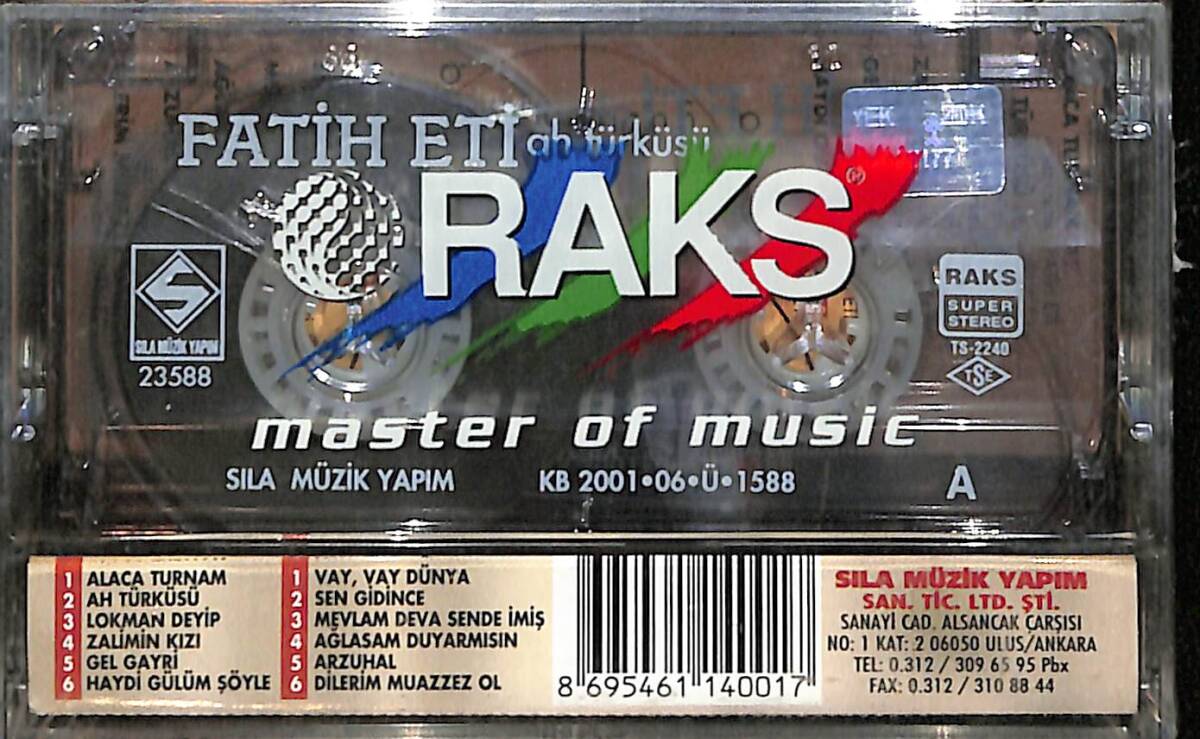 FATİH ETİ ah türküsü
RAKS®
SILA MÜZİK YAPIM
23588
RAKS
SUPER
STEREO
TS-2240
TSE
master of music
SILA MÜZİK YAPIM KB 2001•06•Ü•1588 A
1 ALACA TURNAM
2 AH TÜRKÜSÜ
3 LOKMAN DEYİP
4 ZALİMİN KIZI
5 GEL GAYRİ
6 HAYDİ GÜLÜM ŞÖYLE
1 VAY, VAY DÜNYA
2 SEN GİDİNCE
3 MEVLAM DEVA SENDE İMİŞ
4 AĞLASAM DUYARMISIN
5 ARZUHAL
6 DİLERİM MUAZZEZ OL
8 695461 140017
SILA MÜZİK YAPIM
SAN. TİC. LTD. ŞTİ.
SANAYİ CAD. ALSANCAK ÇARŞISI
NO: 1 KAT: 2 06050 ULUS/ANKARA
TEL: 0.312 / 309 65 95 Pbx
FAX: 0.312 / 310 88 44